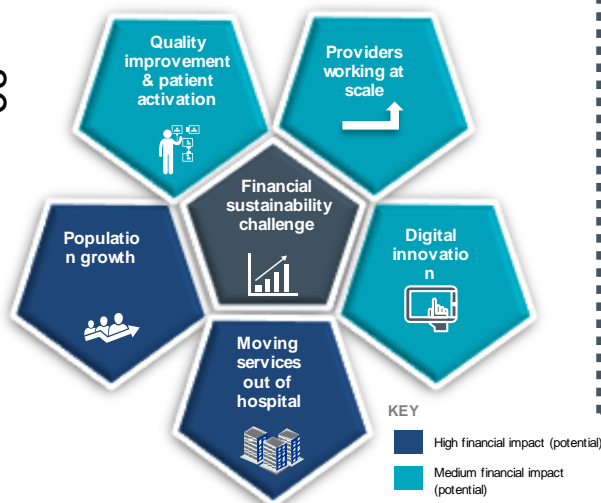 Quality
improvement
& patient
activation
Providers
working at
scale
Financial
sustainability
challenge
Populatio
n growth
Digital
innovatio
n
Moving
services
out of
hospital
KEY
High financial impact (potential)
Medium financial impact
(potential)